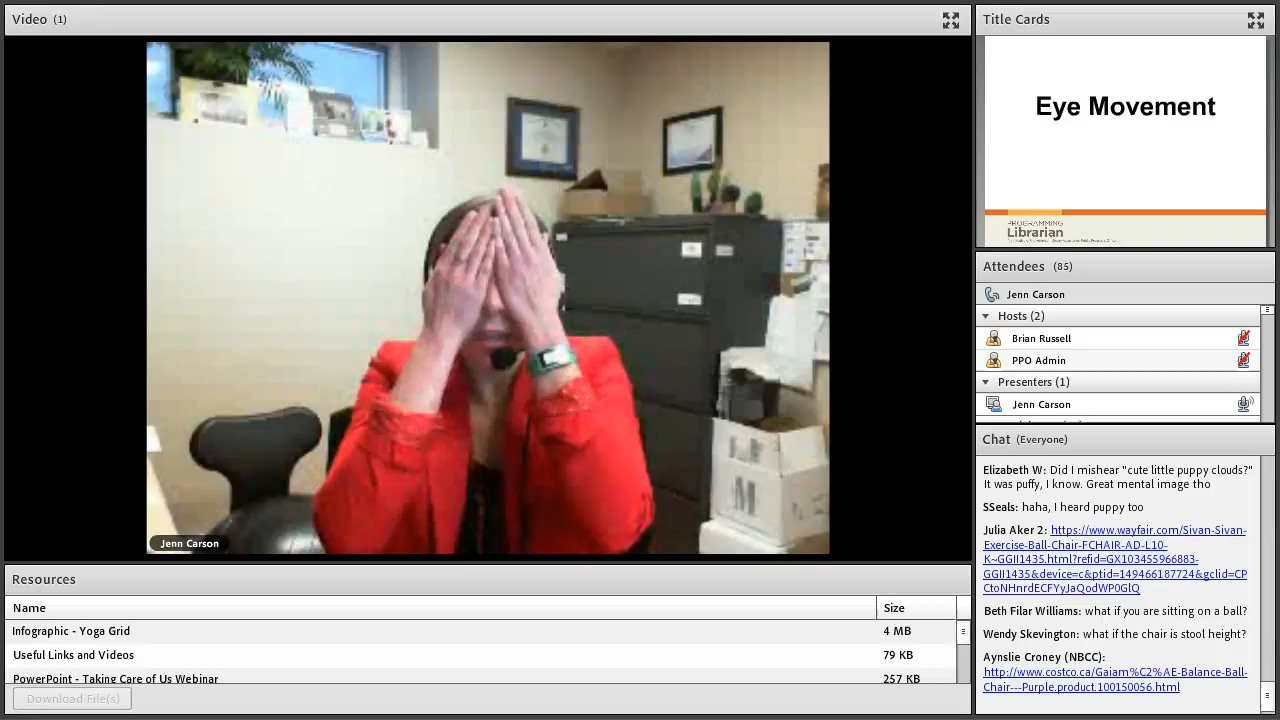 Video (1)
Jenn Carson
Resources
Name Size
Infographic - Yoga Grid 4 MB
Useful Links and Videos 79 KB
PowerPoint - Taking Care of Us Webinar 257 KB
Download File(s)
Title Cards
Eye Movement
PROGRAMMING
Librarian
Attendees (85)
Jenn Carson
Hosts (2)
Brian Russell
PPO Admin
Presenters (1)
Jenn Carson
Chat (Everyone)
Elizabeth W: Did I mishear "cute little puppy clouds?"
It was puffy, I know. Great mental image tho
SSeals: haha, I heard puppy too
Julia Aker 2: https://www.wayfair.com/Sivan-Sivan-
Exercise-Ball-Chair-FCHAIR-AD-L10-
K~GGII1435.html?refid=GX103455966883-
GGII1435&device=c&ptid=149466187724&gclid=CP
CtoNHnrdECFYyJaQodWP0GlQ
Beth Filar Williams: what if you are sitting on a ball?
Wendy Skevington: what if the chair is stool height?
Aynslie Croney (NBCC):
http://www.costco.ca/Gaiam%C2%AE-Balance-Ball-
Chair---Purple.product.100150056.html